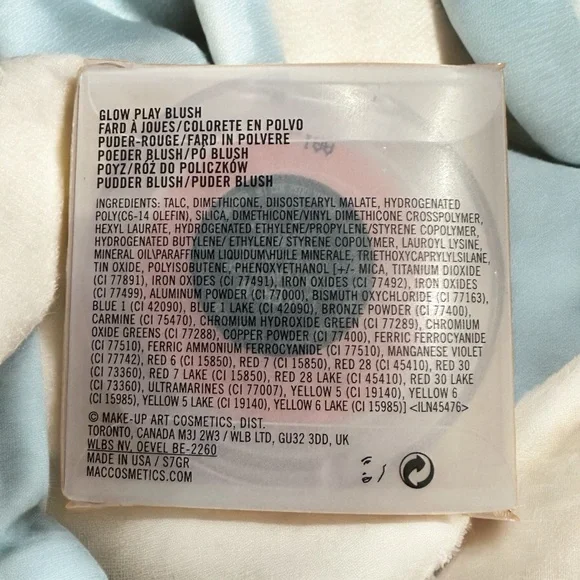 GLOW PLAY BLUSH
FARD À JOUES/COLORETE EN POLVO
PUDER-ROUGE/FARD IN POLVERE
POEDER BLUSH/PÓ BLUSH
POYZ/RÓŻ DO POLICZKÓW
PUDDER BLUSH/PUDER BLUSH
INGREDIENTS: TALC, DIMETHICONE, DIISOSTEARYL MALATE, HYDROGENATED
POLY(C6-14 OLEFIN), SILICA, DIMETHICONE/VINYL DIMETHICONE CROSSPOLYMER,
HEXYL LAURATE, HYDROGENATED ETHYLENE/PROPYLENE/STYRENE COPOLYMER,
HYDROGENATED BUTYLENE/ ETHYLENE/ STYRENE COPOLYMER, LAUROYL LYSINE,
MINERAL OIL\PARAFFINUM LIQUIDUM\HUILE MINERALE, TRIETHOXYCAPRYLYLSILANE,
TIN OXIDE, POLYISOBUTENE, PHENOXYETHANOL [+/- MICA, TITANIUM DIOXIDE
(CI 77891), IRON OXIDES (CI 77491), IRON OXIDES (CI 77492), IRON OXIDES
(CI 77499), ALUMINUM POWDER (CI 77000), BISMUTH OXYCHLORIDE (CI 77163),
BLUE 1 (CI 42090), BLUE 1 LAKE (CI 42090), BRONZE POWDER (CI 77400),
CARMINE (CI 75470), CHROMIUM HYDROXIDE GREEN (CI 77289), CHROMIUM
OXIDE GREENS (CI 77288), COPPER POWDER (CI 77400), FERRIC FERROCYANIDE
(CI 77510), FERRIC AMMONIUM FERROCYANIDE (CI 77510), MANGANESE VIOLET
(CI 77742), RED 6 (CI 15850), RED 7 (CI 15850), RED 28 (CI 45410), RED 30
(CI 73360), RED 7 LAKE (CI 15850), RED 28 LAKE (CI 45410), RED 30 LAKE
(CI 73360), ULTRAMARINES (CI 77007), YELLOW 5 (CI 19140), YELLOW 6
(CI 15985), YELLOW 5 LAKE (CI 19140), YELLOW 6 LAKE (CI 15985)] <ILN45476>
© MAKE-UP ART COSMETICS, DIST.
TORONTO, CANADA M3J 2W3 / WLB LTD, GU32 3DD, UK
WLBS NV, OEVEL BE-2260
MADE IN USA / S7GR
MACCOSMETICS.COM